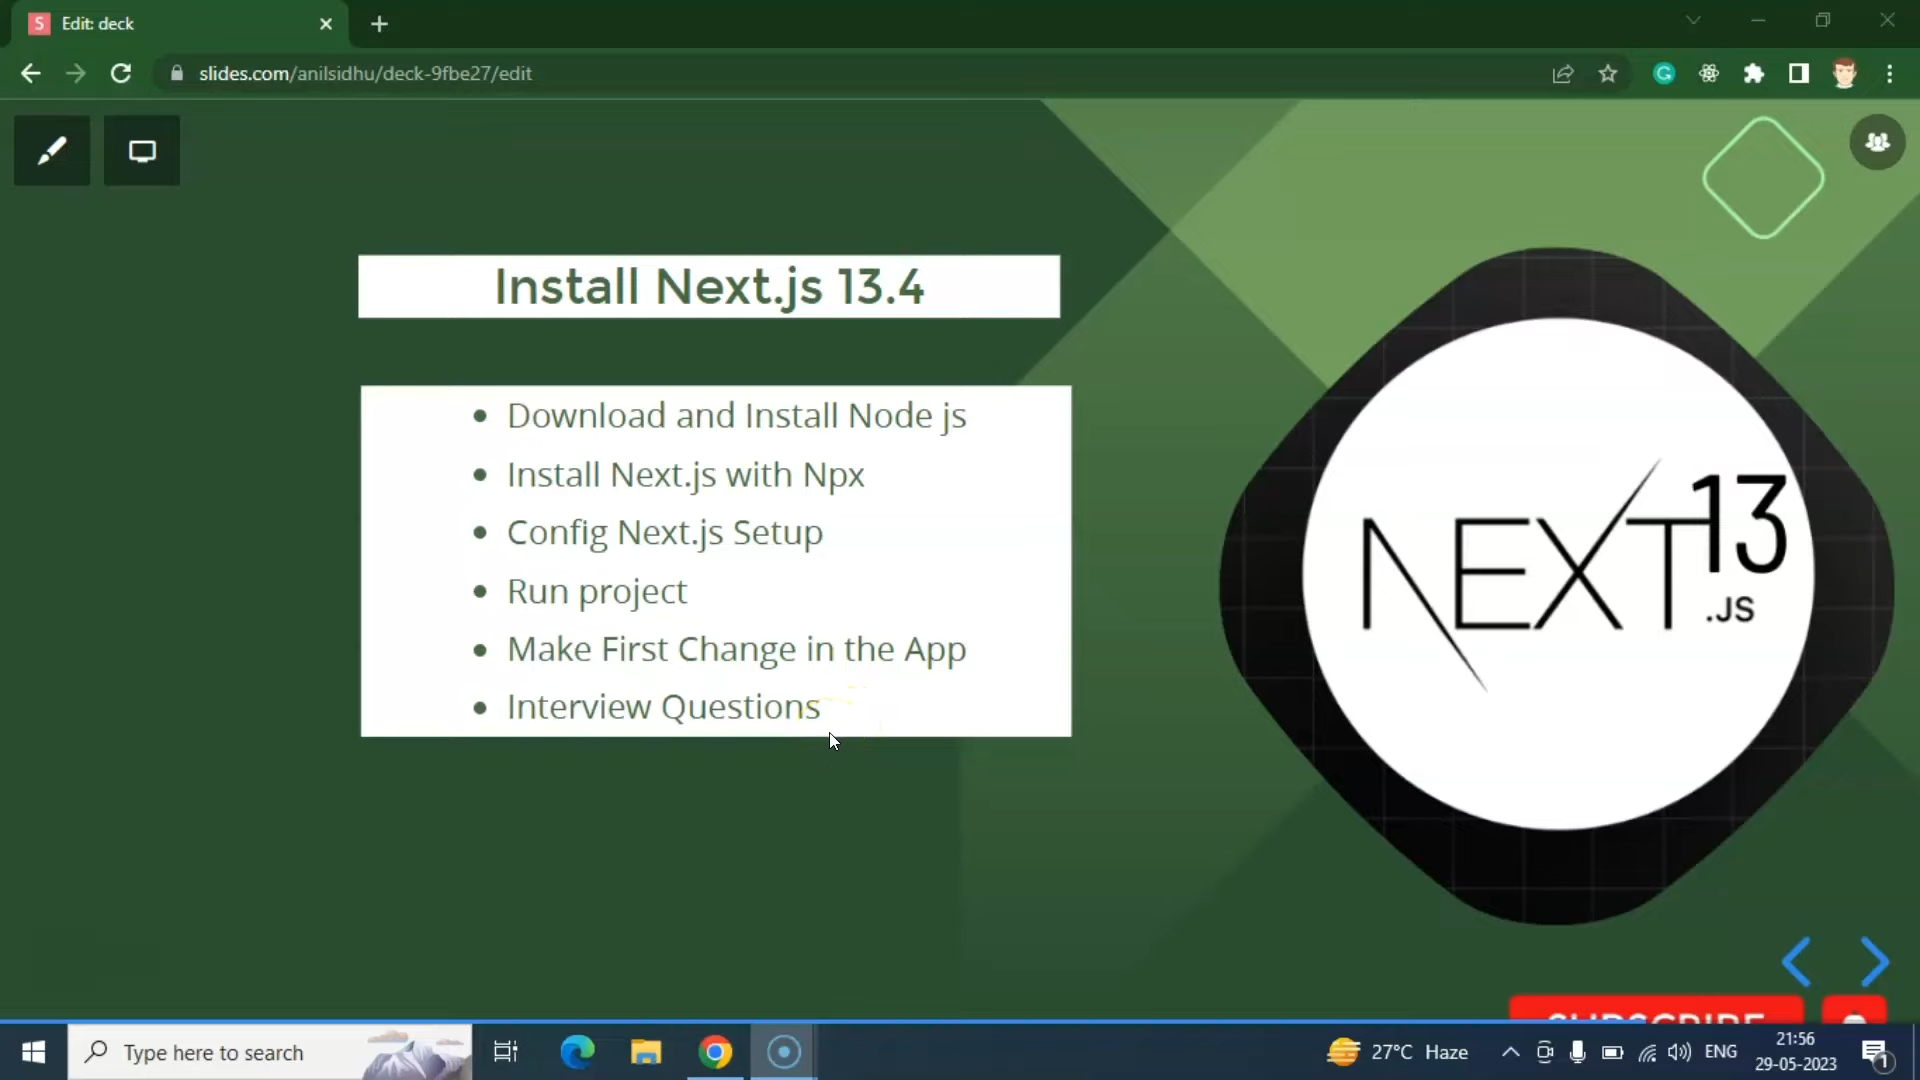 S Edit: deck
slides.com/anilsidhu/deck-9fbe27/edit
Install Next.js 13.4
Download and Install Node js
Install Next.js with Npx
Config Next.js Setup
Run project
Make First Change in the App
Interview Questions
NEXT 13
.JS
SUBSCRIBE
Type here to search
27°C Haze
ENG
21:56
29-05-2023
1